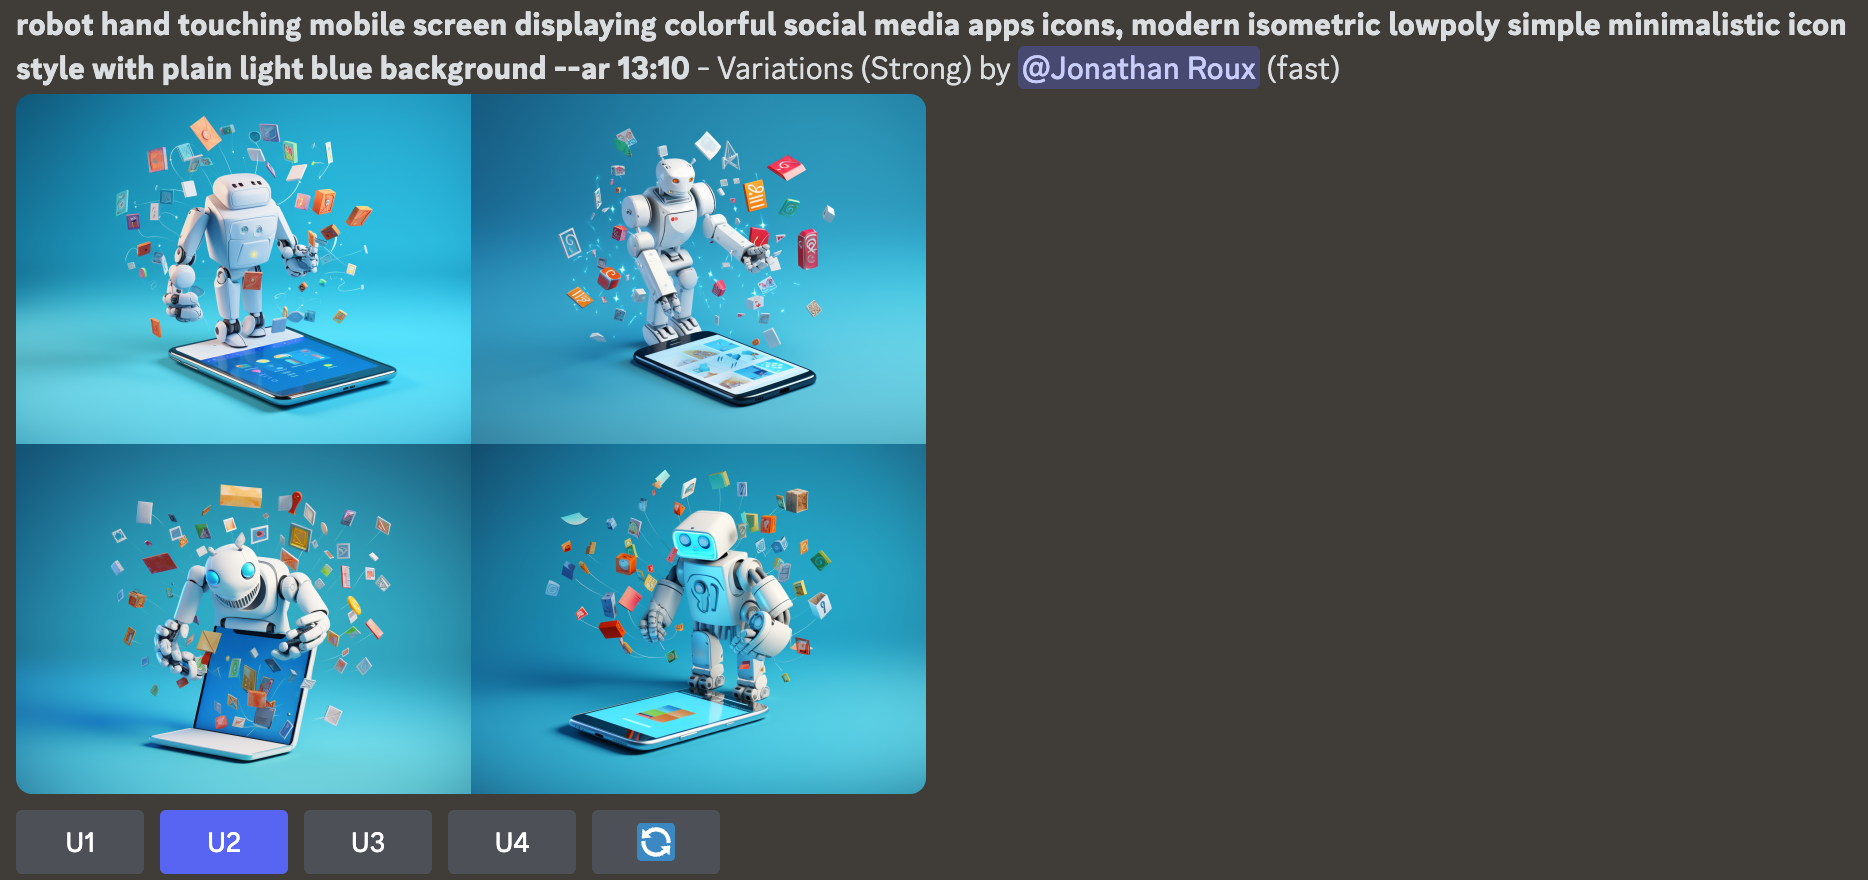 robot hand touching mobile screen displaying colorful social media apps icons, modern isometric lowpoly simple minimalistic icon
style with plain light blue background --ar 13:10 - Variations (Strong) by @Jonathan Roux (fast)
U1 U2 U3 U4